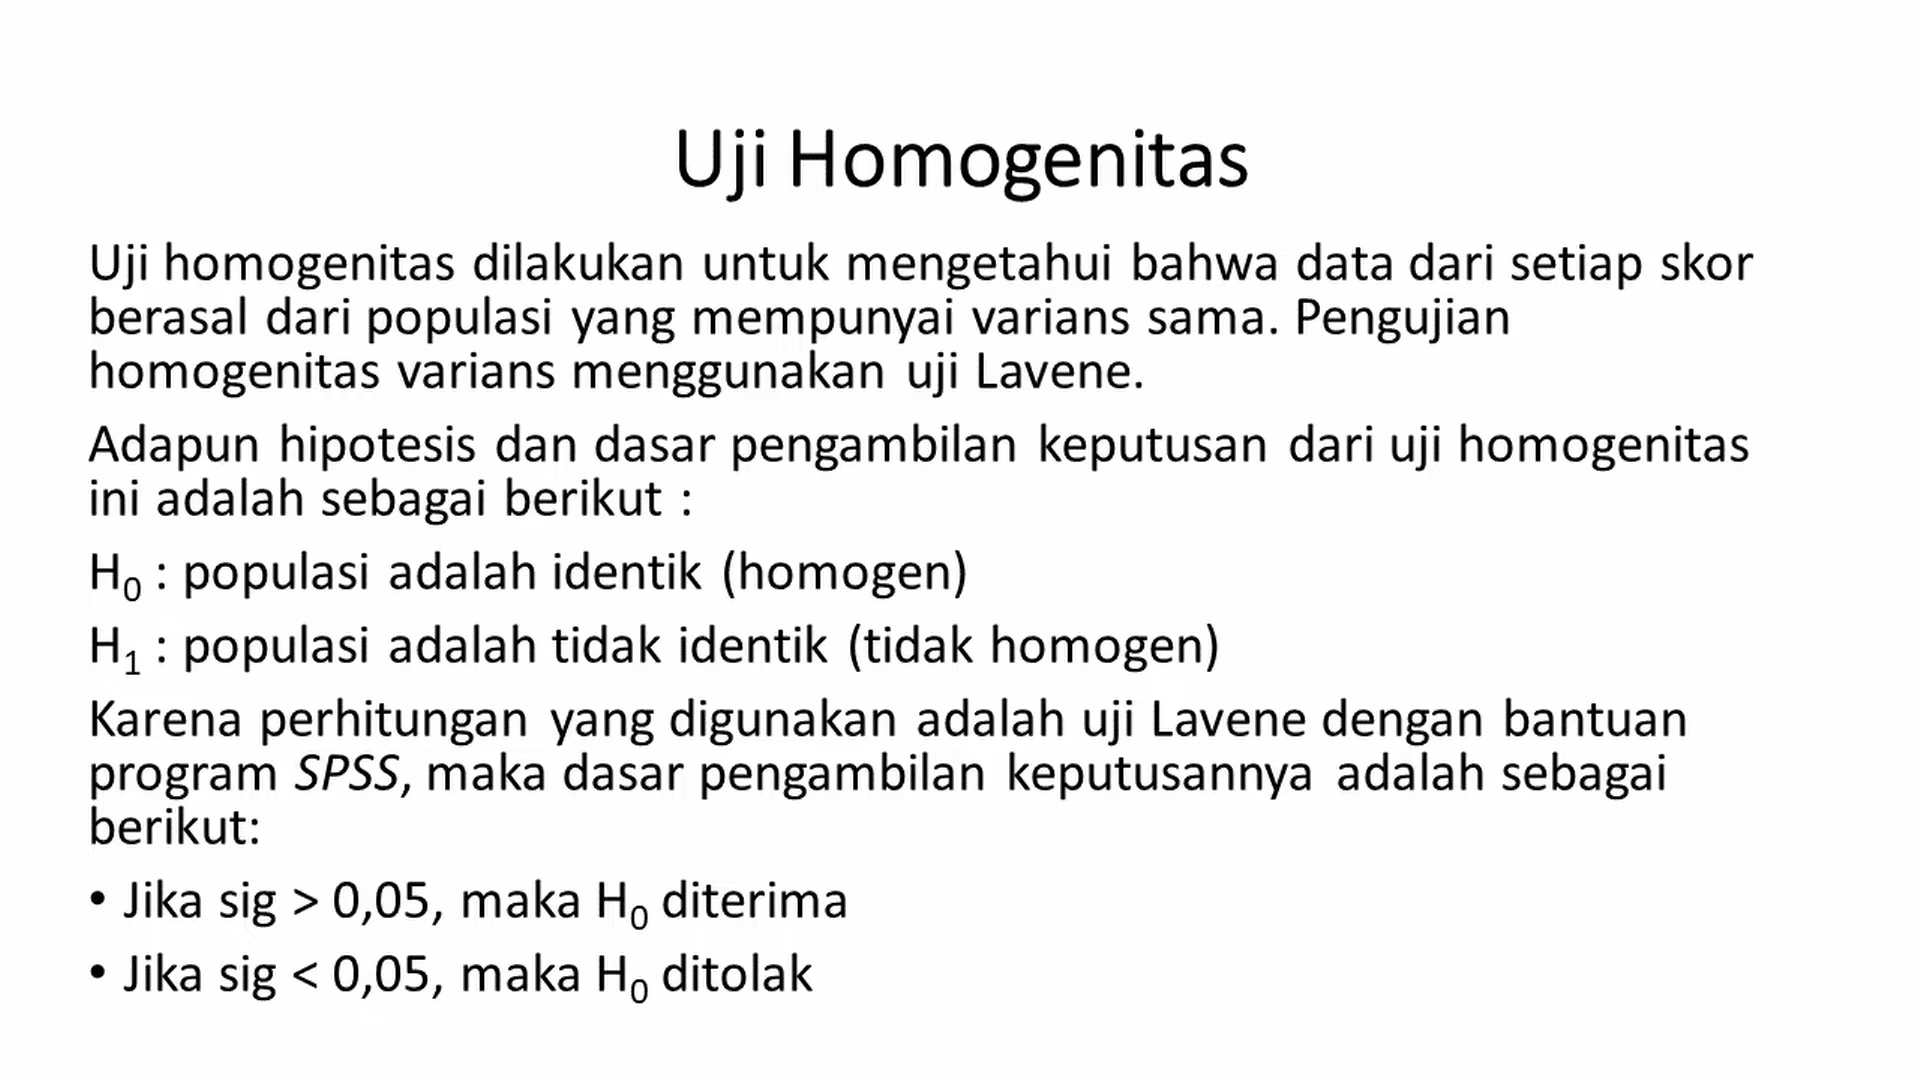 Uji Homogenitas
Uji homogenitas dilakukan untuk mengetahui bahwa data dari setiap skor
berasal dari populasi yang mempunyai varians sama. Pengujian
homogenitas varians menggunakan uji Lavene.
Adapun hipotesis dan dasar pengambilan keputusan dari uji homogenitas
ini adalah sebagai berikut :
H₀ : populasi adalah identik (homogen)
H₁ : populasi adalah tidak identik (tidak homogen)
Karena perhitungan yang digunakan adalah uji Lavene dengan bantuan
program SPSS, maka dasar pengambilan keputusannya adalah sebagai
berikut:
• Jika sig > 0,05, maka H₀ diterima
• Jika sig < 0,05, maka H₀ ditolak